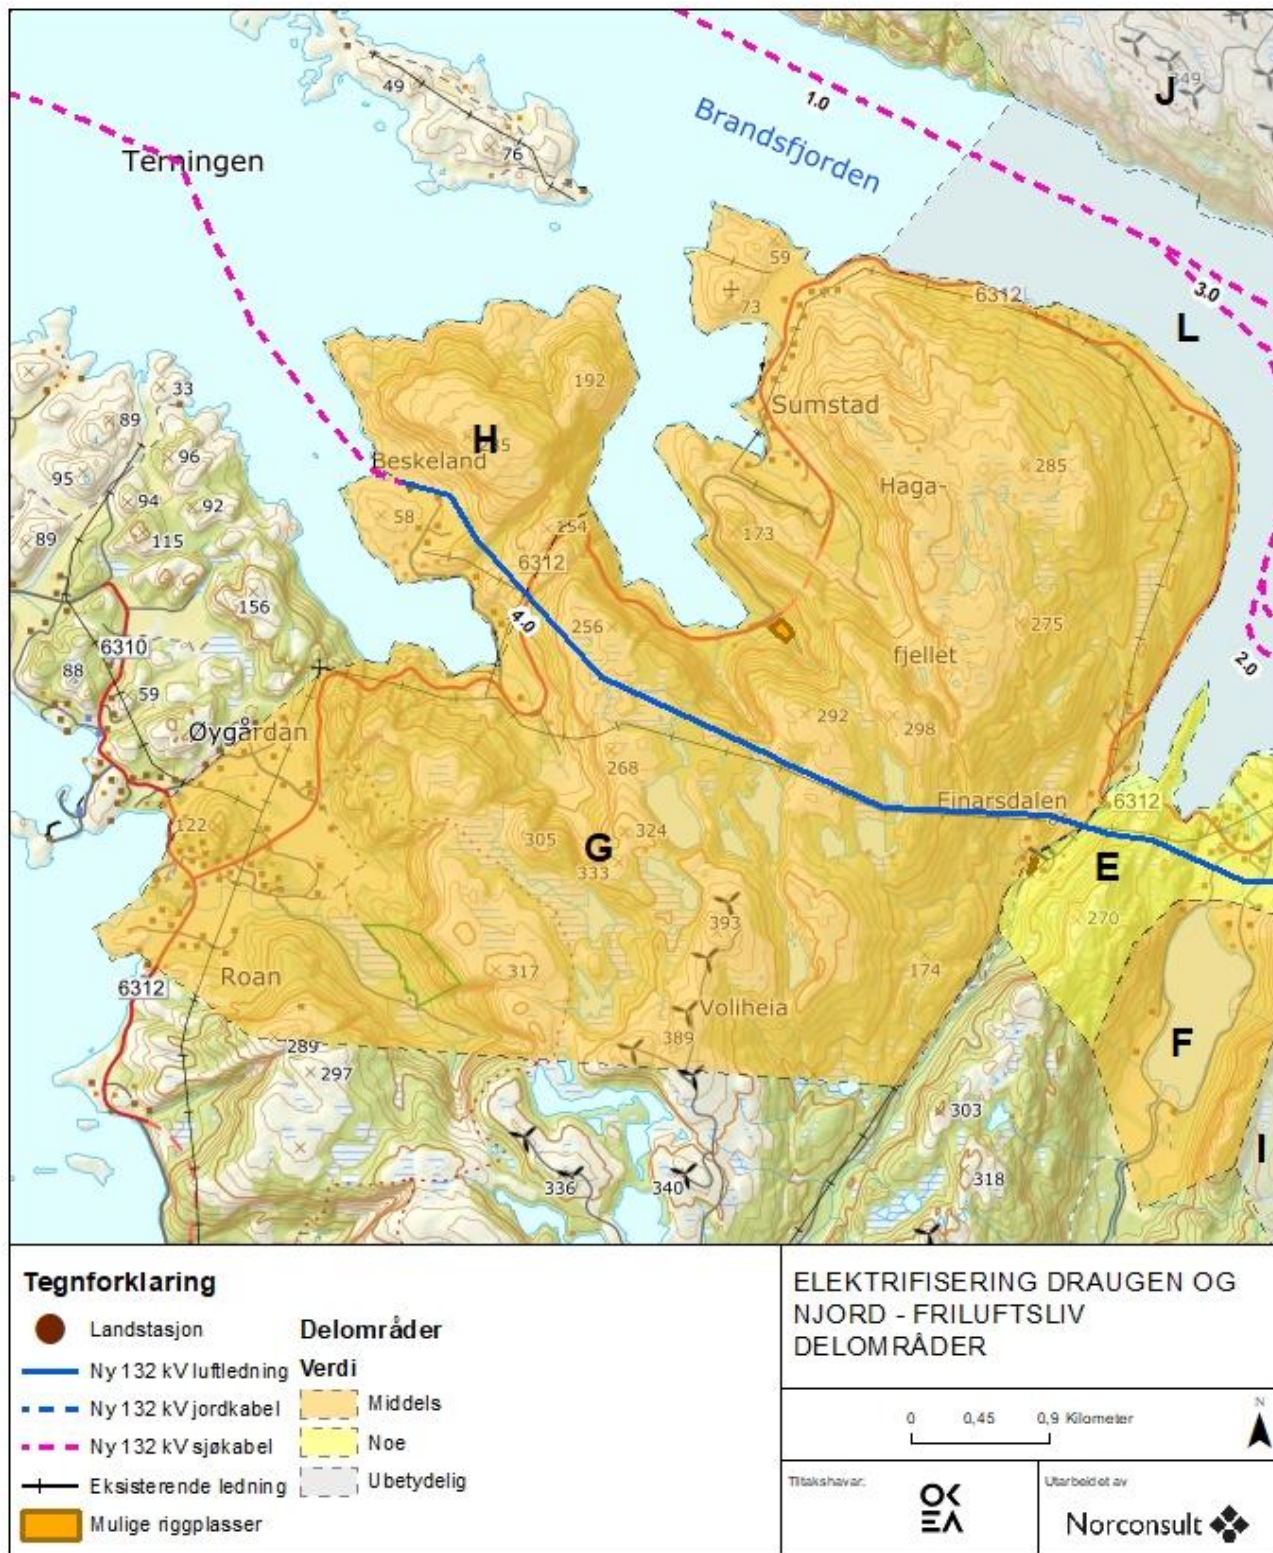 49
76
1.0
Brandsfjorden
349
J
Terningen
59
73
6312
3.0
L
33
192
89
Sumstad
H
96
Beskeland
95
285
94
92
Haga-
58
89
115
173
154
6312
156
4.0
256
275
6310
88
fjellet
2.0
59
292
298
Øygårdan
268
Einarsdalen
6312
122
305
324
G
333
E
393
270
317
174
Roan
6312
Voliheia
389
F
289
297
303
I
336
340
318
Tegnforklaring
Landstasjon
Ny 132 kV luftledning
Ny 132 kV jordkabel
Ny 132 kV sjøkabel
Eksisterende ledning
Mulige riggplasser
Delområder
Verdi
Middels
Noe
Ubetydelig
ELEKTRIFISERING DRAUGEN OG
NJORD - FRILUFTSLIV
DELOMRÅDER
0 0,45 0,9 Kilometer
N
Tiltakshavar:
OKEA
Utarbeidet av
Norconsult